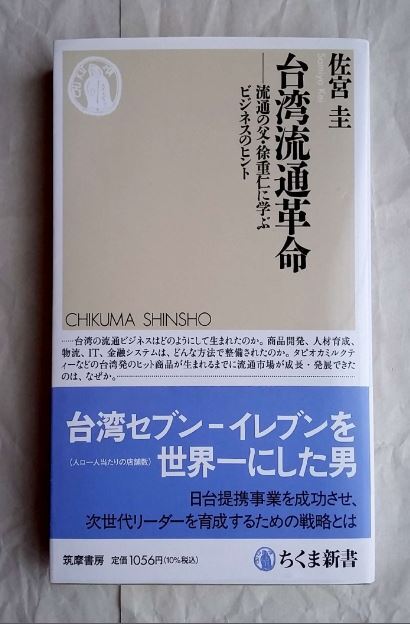 佐宮 圭
Samiya Kei
台湾流通革命
──流通の父・徐重仁に学ぶ
ビジネスのヒント
CHIKUMA SHINSHO
……台湾の流通ビジネスはどのようにして生まれたのか。商品開発、人材育成、
物流、IT、金融システムは、どんな方法で整備されたのか。タピオカミルクテ
ィーなどの台湾発のヒット商品が生まれるまでに流通市場が成長・発展できた
のは、なぜか。……………………
台湾セブン-イレブンを
(人口一人当たりの店舗数)
世界一にした男
日台提携事業を成功させ、
次世代リーダーを育成するための戦略とは
筑摩書房 定価1056円(10%税込)
ちくま新書